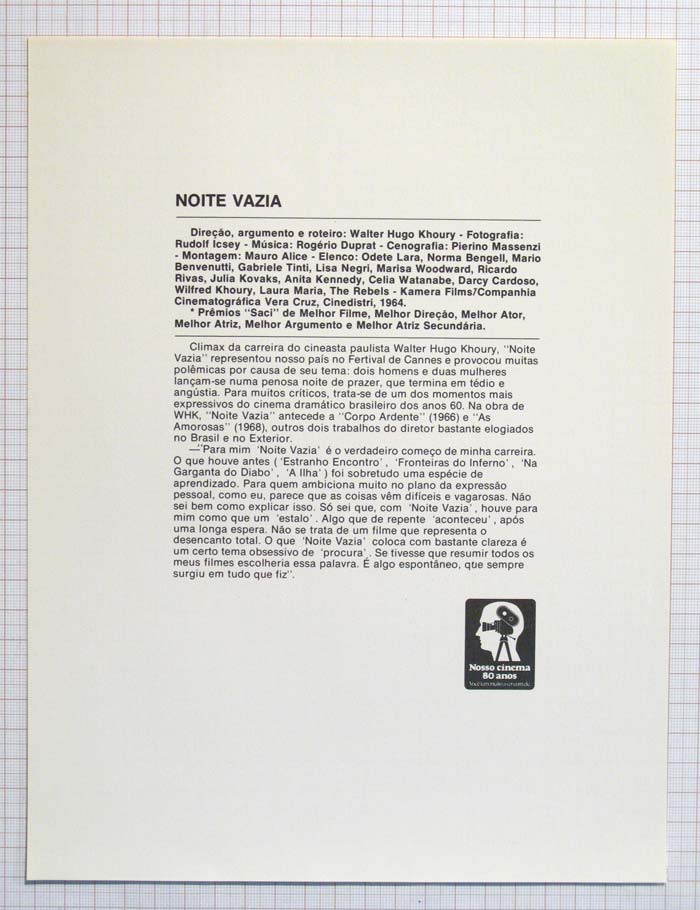 NOITE VAZIA
Direção, argumento e roteiro: Walter Hugo Khoury - Fotografia:
Rudolf Icsey - Música: Rogério Duprat - Cenografia: Pierino Massenzi
- Montagem: Mauro Alice - Elenco: Odete Lara, Norma Bengell, Mario
Benvenutti, Gabriele Tinti, Lisa Negri, Marisa Woodward, Ricardo
Rivas, Julia Kovaks, Anita Kennedy, Celia Watanabe, Darcy Cardoso,
Wilfred Khoury, Laura Maria, The Rebels - Kamera Films/Companhia
Cinematográfica Vera Cruz, Cinedistri, 1964.
* Prêmios "Saci" de Melhor Filme, Melhor Direção, Melhor Ator,
Melhor Atriz, Melhor Argumento e Melhor Atriz Secundária.
Climax da carreira do cineasta paulista Walter Hugo Khoury, "Noite
Vazia" representou nosso país no Fertival de Cannes e provocou muitas
polêmicas por causa de seu tema: dois homens e duas mulheres
lançam-se numa penosa noite de prazer, que termina em tédio e
angústia. Para muitos críticos, trata-se de um dos momentos mais
expressivos do cinema dramático brasileiro dos anos 60. Na obra de
WHK, "Noite Vazia" antecede a "Corpo Ardente" (1966) e "As
Amorosas" (1968), outros dois trabalhos do diretor bastante elogiados
no Brasil e no Exterior.
—"Para mim 'Noite Vazia' é o verdadeiro começo de minha carreira.
O que houve antes ('Estranho Encontro', 'Fronteiras do Inferno', 'Na
Garganta do Diabo', 'A Ilha') foi sobretudo uma espécie de
aprendizado. Para quem ambiciona muito no plano da expressão
pessoal, como eu, parece que as coisas vêm difíceis e vagarosas. Não
sei bem como explicar isso. Só sei que, com 'Noite Vazia', houve para
mim como que um 'estalo'. Algo que de repente 'aconteceu', após
uma longa espera. Não se trata de um filme que representa o
desencanto total. O que 'Noite Vazia' coloca com bastante clareza é
um certo tema obsessivo de 'procura'. Se tivesse que resumir todos os
meus filmes escolheria essa palavra. É algo espontâneo, que sempre
surgiu em tudo que fiz".
Nosso cinema
80 anos